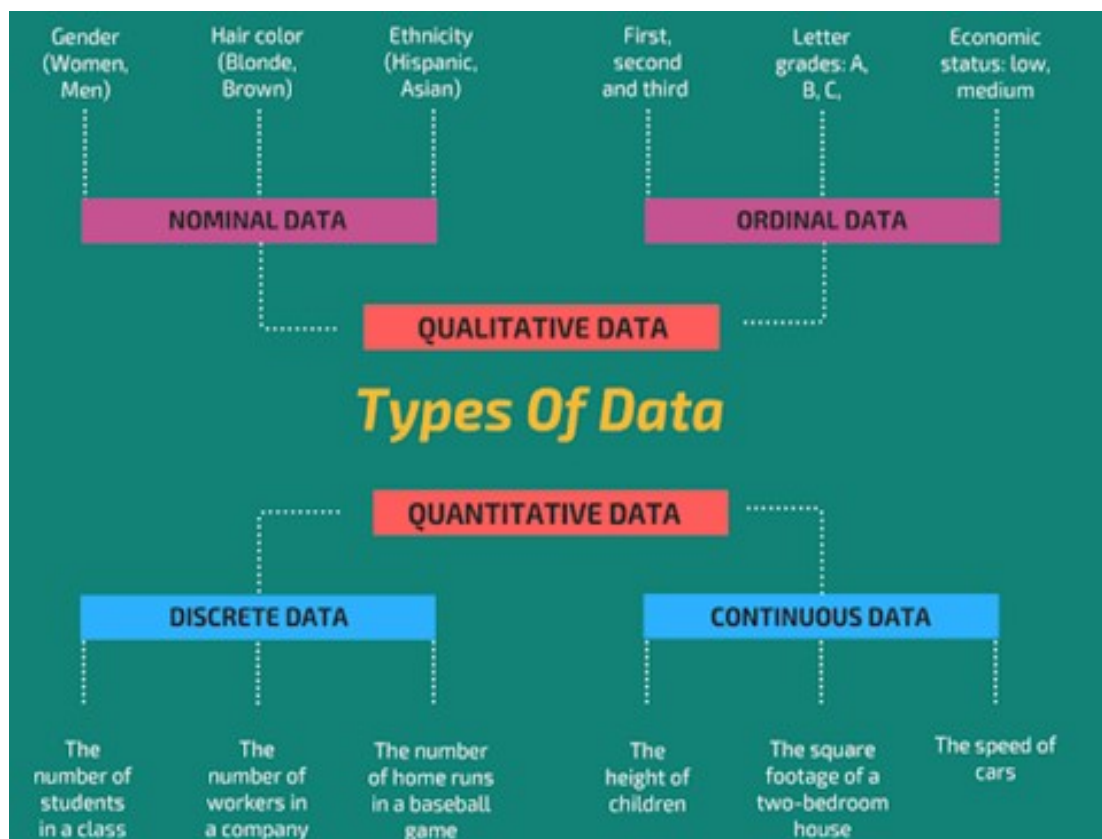 Gender
(Women,
Men)
Hair color
(Blonde,
Brown)
Ethnicity
(Hispanic,
Asian)
First,
second
and third
Letter
grades: A,
B, C,
Economic
status: low,
medium
NOMINAL DATA
ORDINAL DATA
QUALITATIVE DATA
Types Of Data
QUANTITATIVE DATA
DISCRETE DATA
CONTINUOUS DATA
The
number of
students
in a class
The
number of
workers in
a company
The number
of home runs
in a baseball
game
The
height of
children
The square
footage of a
two-bedroom
house
The speed of
cars